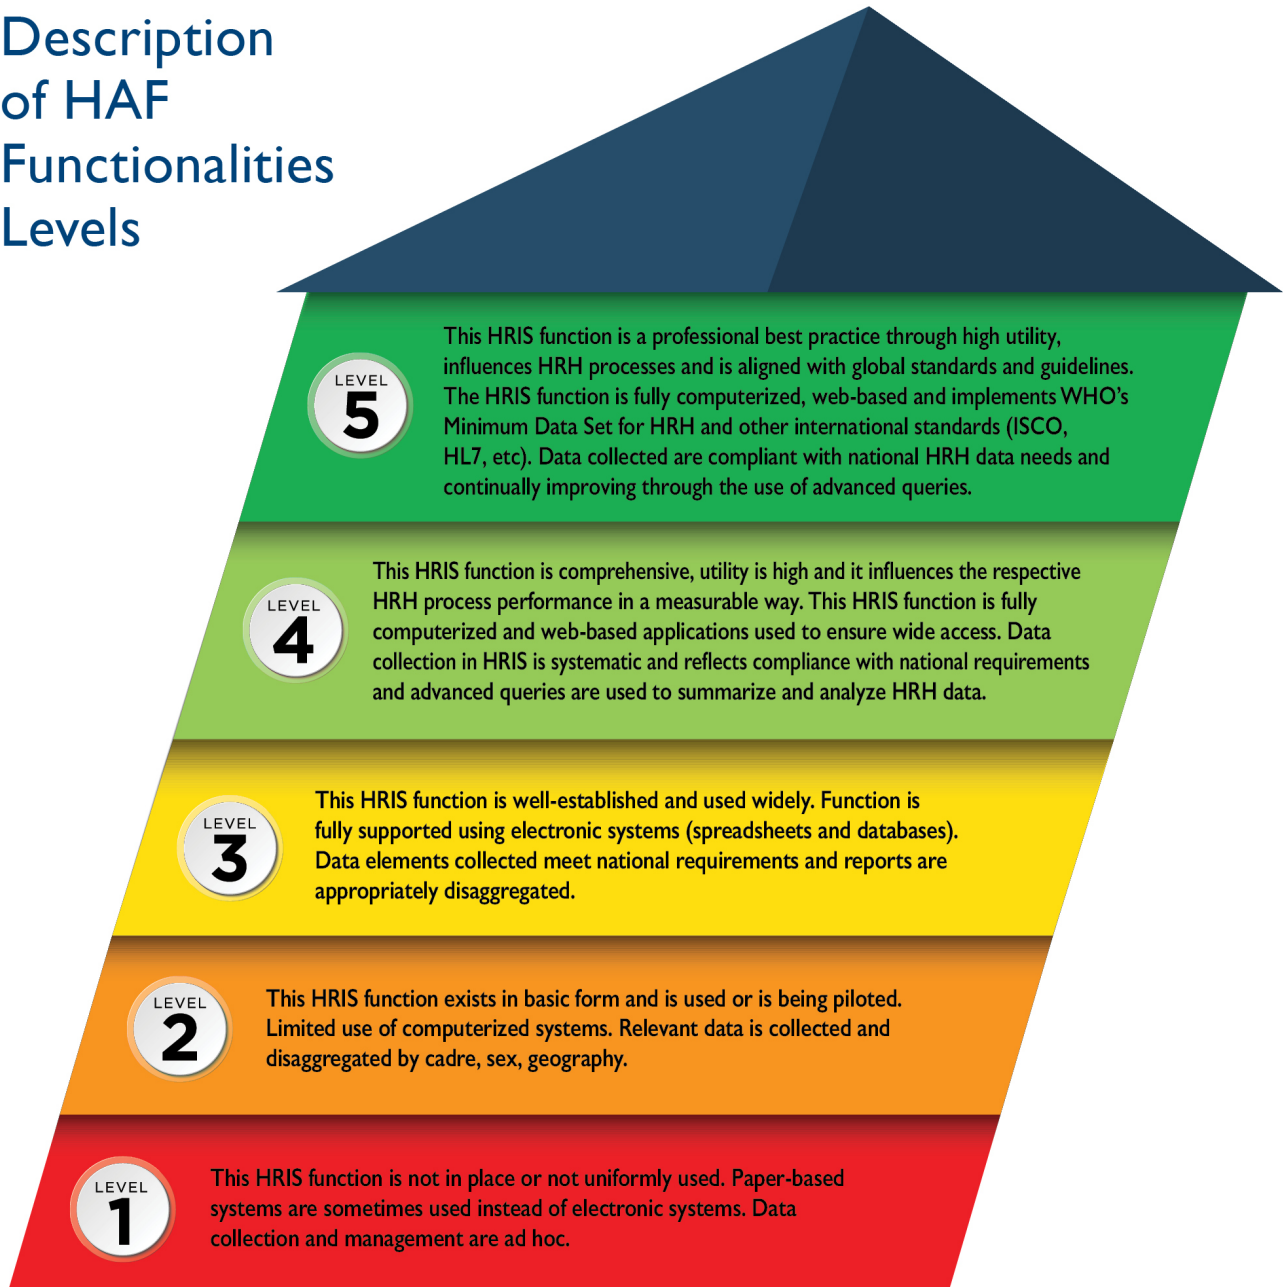 Description
of HAF
Functionalities
Levels
LEVEL
5
This HRIS function is a professional best practice through high utility,
influences HRH processes and is aligned with global standards and guidelines.
The HRIS function is fully computerized, web-based and implements WHO's
Minimum Data Set for HRH and other international standards (ISCO,
HL7, etc). Data collected are compliant with national HRH data needs and
continually improving through the use of advanced queries.
LEVEL
4
This HRIS function is comprehensive, utility is high and it influences the respective
HRH process performance in a measurable way. This HRIS function is fully
computerized and web-based applications used to ensure wide access. Data
collection in HRIS is systematic and reflects compliance with national requirements
and advanced queries are used to summarize and analyze HRH data.
LEVEL
3
This HRIS function is well-established and used widely. Function is
fully supported using electronic systems (spreadsheets and databases).
Data elements collected meet national requirements and reports are
appropriately disaggregated.
LEVEL
2
This HRIS function exists in basic form and is used or is being piloted.
Limited use of computerized systems. Relevant data is collected and
disaggregated by cadre, sex, geography.
LEVEL
1
This HRIS function is not in place or not uniformly used. Paper-based
systems are sometimes used instead of electronic systems. Data
collection and management are ad hoc.